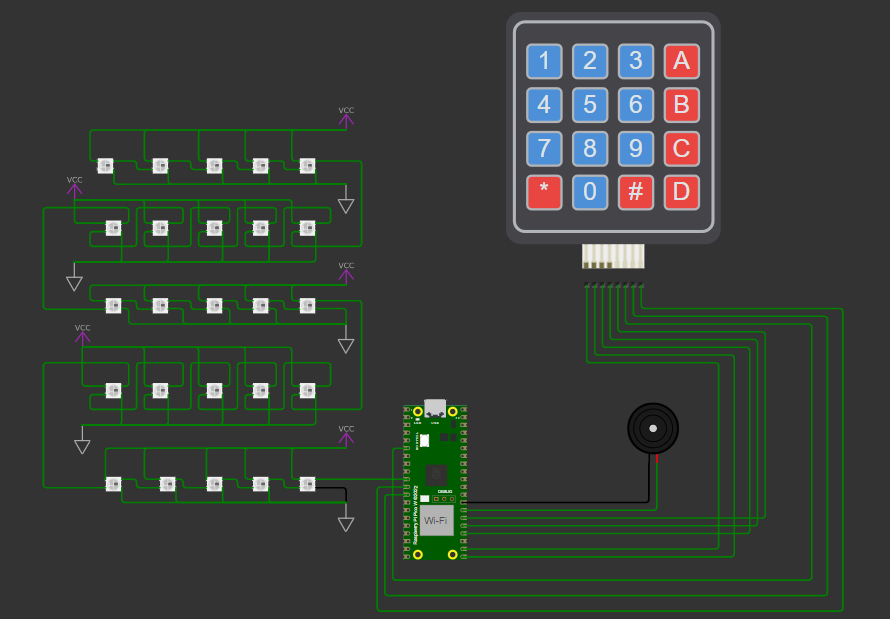 1 2 3 A
4 5 6 B
7 8 9 C
* 0 # D
VCC
VCC
VCC
VCC
VCC
Raspberry Pi Pico W ©2022
Wi-Fi